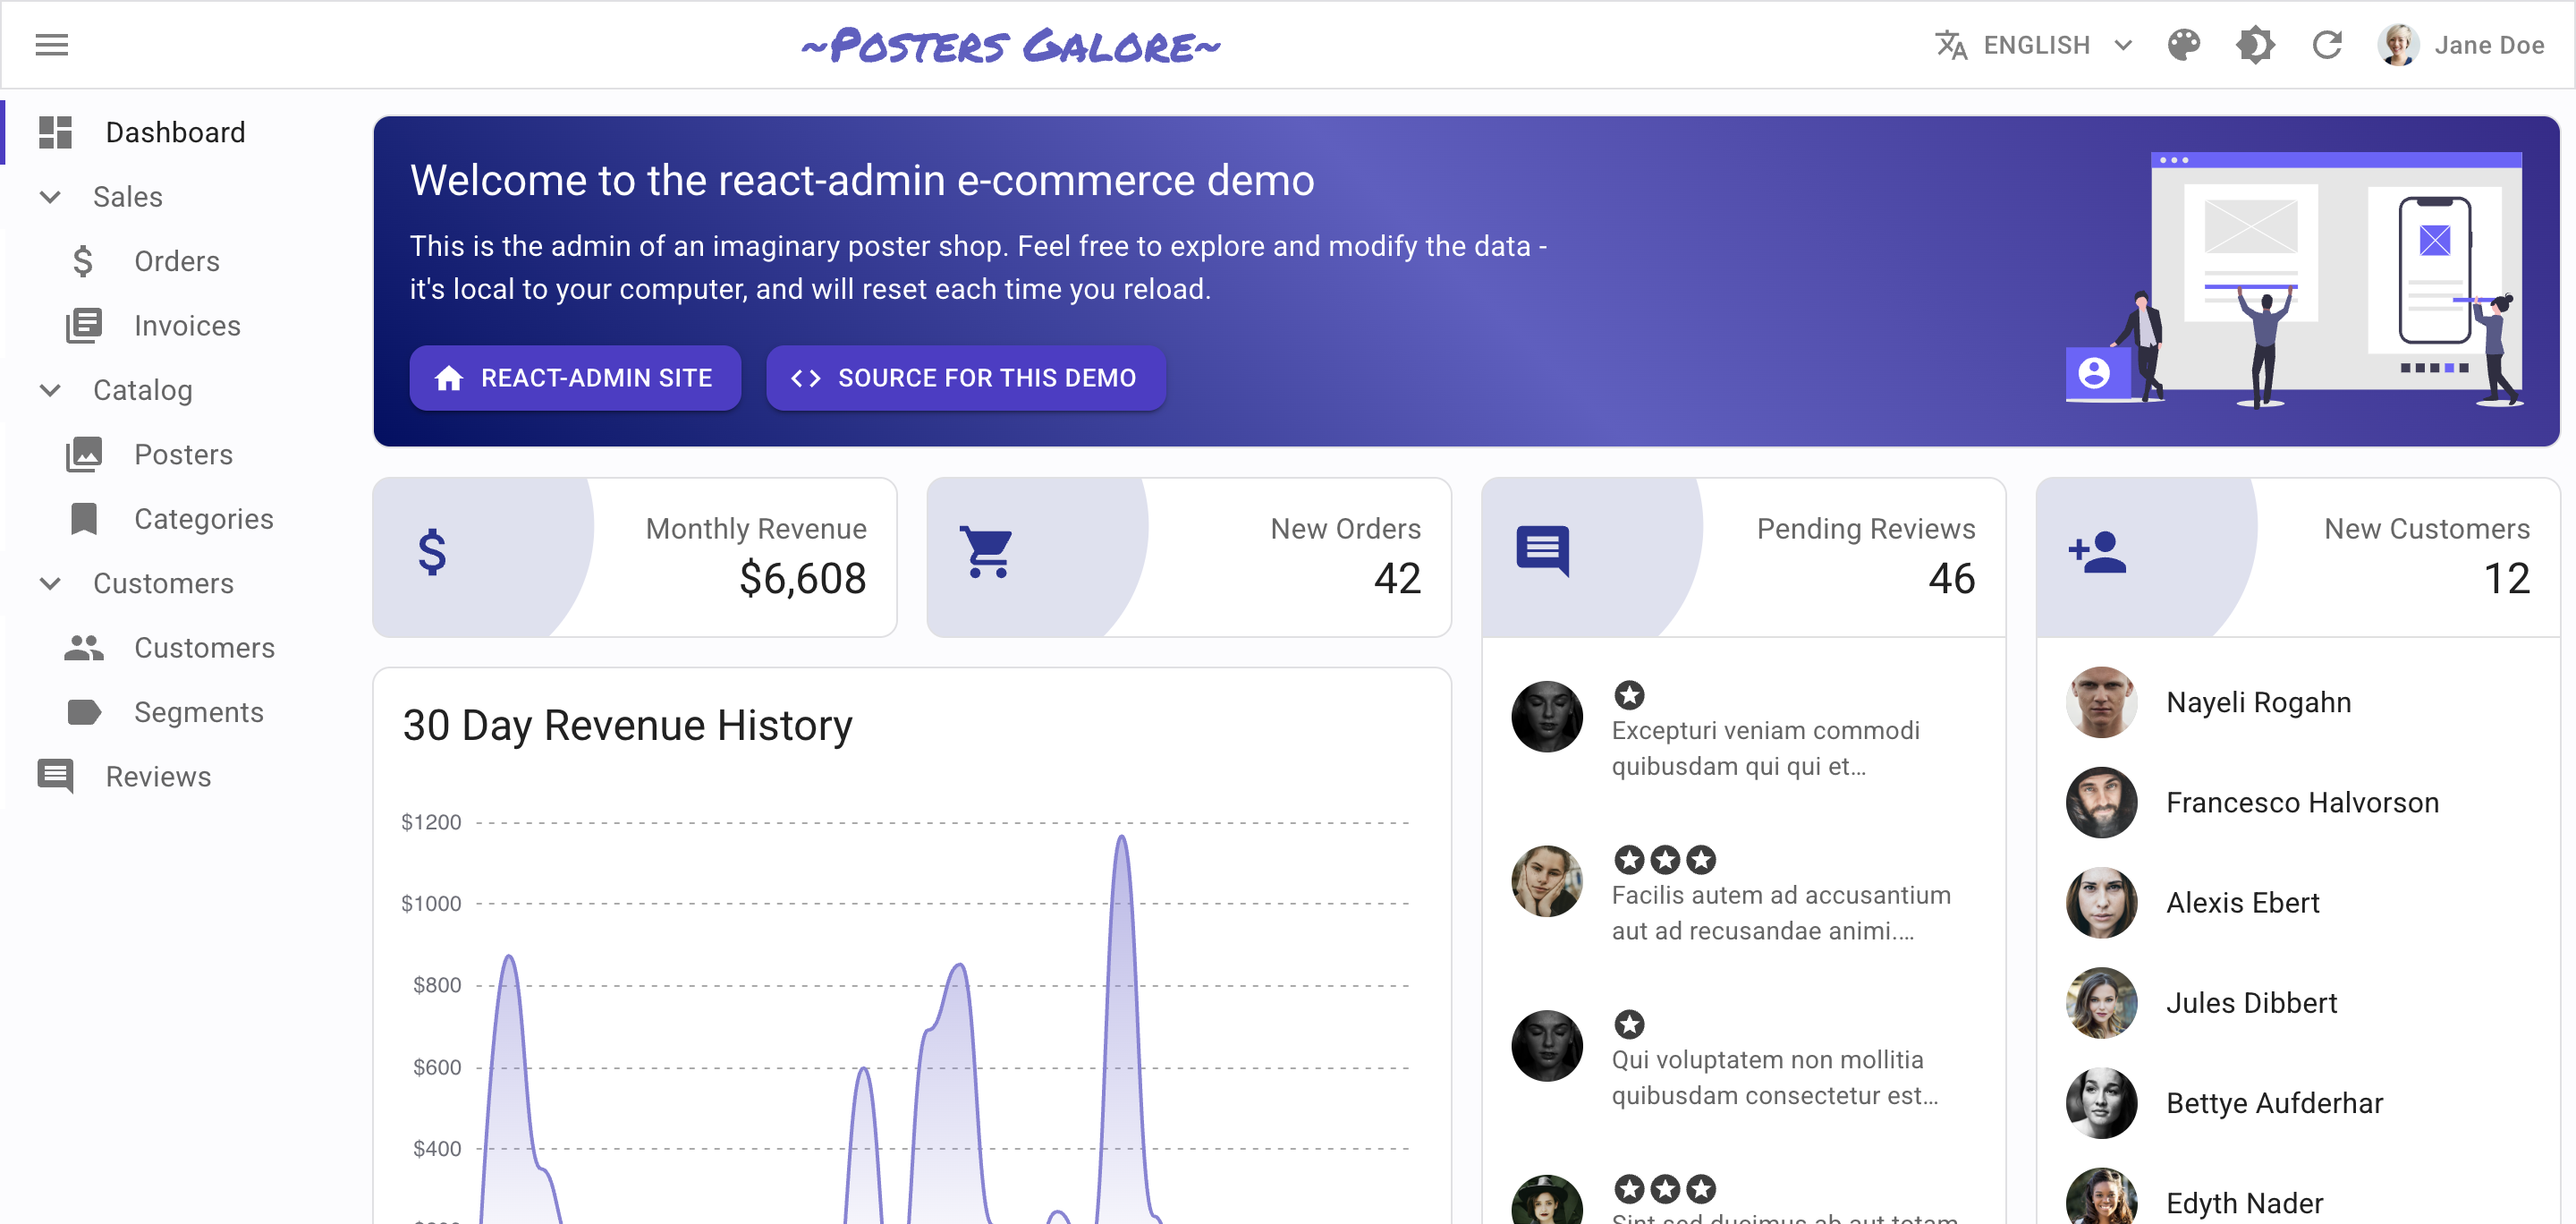 ~Posters Galore~
ENGLISH
Jane Doe
Dashboard
Sales
Orders
Invoices
Catalog
Posters
Categories
Customers
Customers
Segments
Reviews
Welcome to the react-admin e-commerce demo
This is the admin of an imaginary poster shop. Feel free to explore and modify the data -
it's local to your computer, and will reset each time you reload.
REACT-ADMIN SITE
SOURCE FOR THIS DEMO
Monthly Revenue
$6,608
New Orders
42
Pending Reviews
46
New Customers
12
30 Day Revenue History
$1200
$1000
$800
$600
$400
Excepturi veniam commodi
quibusdam qui qui et...
Facilis autem ad accusantium
aut ad recusandae animi....
Qui voluptatem non mollitia
quibusdam consectetur est...
Sint sed ducimus ab aut totam
Nayeli Rogahn
Francesco Halvorson
Alexis Ebert
Jules Dibbert
Bettye Aufderhar
Edyth Nader